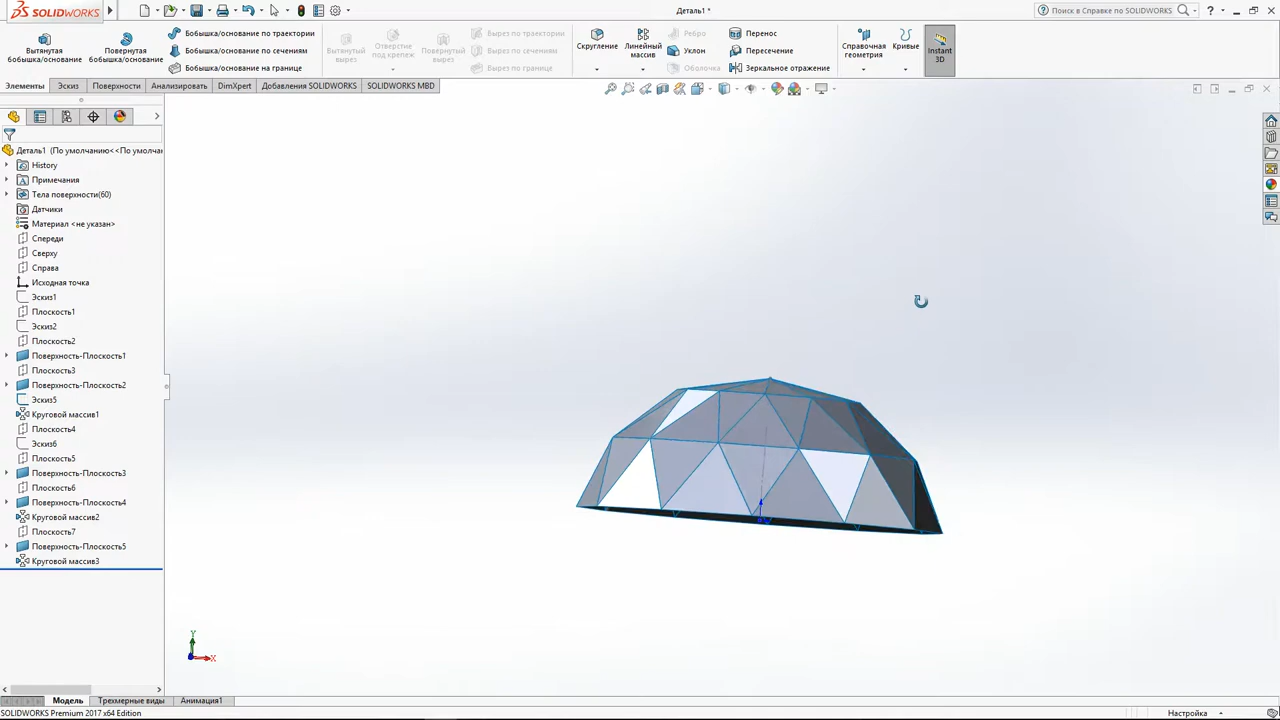 SOLIDWORKS
Деталь1 *
Поиск в Справке по SOLIDWORKS
Вытянутая бобышка/основание
Повернутая бобышка/основание
Бобышка/основание по траектории
Бобышка/основание по сечениям
Бобышка/основание на границе
Вытянутый вырез
Отверстие под крепеж
Повернутый вырез
Вырез по траектории
Вырез по сечениям
Вырез по границе
Скругление
Линейный массив
Ребро
Уклон
Оболочка
Перенос
Пересечение
Зеркальное отражение
Справочная геометрия
Кривые
Instant 3D
Элементы
Эскиз
Поверхности
Анализировать
DimXpert
Добавления SOLIDWORKS
SOLIDWORKS MBD
Деталь1 (По умолчанию<<По умолча
History
Примечания
Тела поверхности(60)
Датчики
Материал <не указан>
Спереди
Сверху
Справа
Исходная точка
Эскиз1
Плоскость1
Эскиз2
Плоскость2
Поверхность-Плоскость1
Плоскость3
Поверхность-Плоскость2
Эскиз5
Круговой массив1
Плоскость4
Эскиз6
Плоскость5
Поверхность-Плоскость3
Плоскость6
Поверхность-Плоскость4
Круговой массив2
Плоскость7
Поверхность-Плоскость5
Круговой массив3
Y
X
Модель
Трехмерные виды
Анимация1
SOLIDWORKS Premium 2017 x64 Edition
Настройка